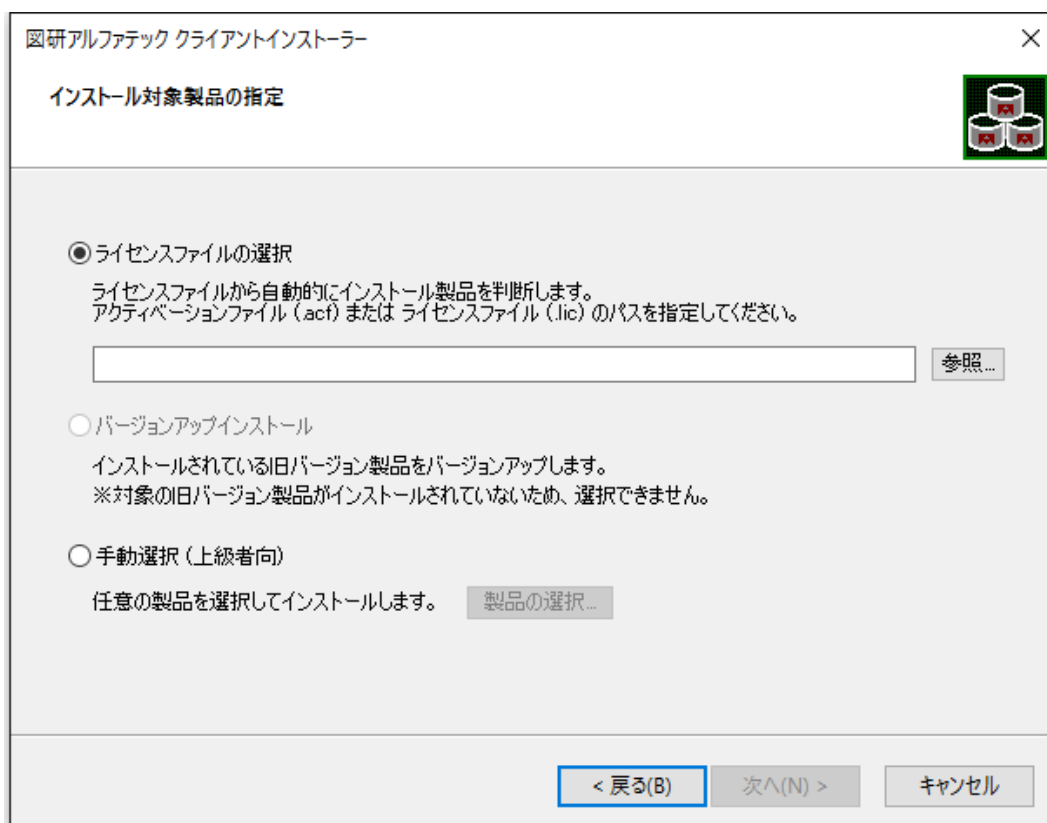 図研アルファテック クライアントインストーラー
インストール対象製品の指定
ライセンスファイルの選択
ライセンスファイルから自動的にインストール製品を判断します。
アクティベーションファイル (.acf) または ライセンスファイル (.lic) のパスを指定してください。
参照...
バージョンアップインストール
インストールされている旧バージョン製品をバージョンアップします。
※対象の旧バージョン製品がインストールされていないため、選択できません。
手動選択 (上級者向)
任意の製品を選択してインストールします。 製品の選択...
< 戻る(B) 次へ(N) > キャンセル